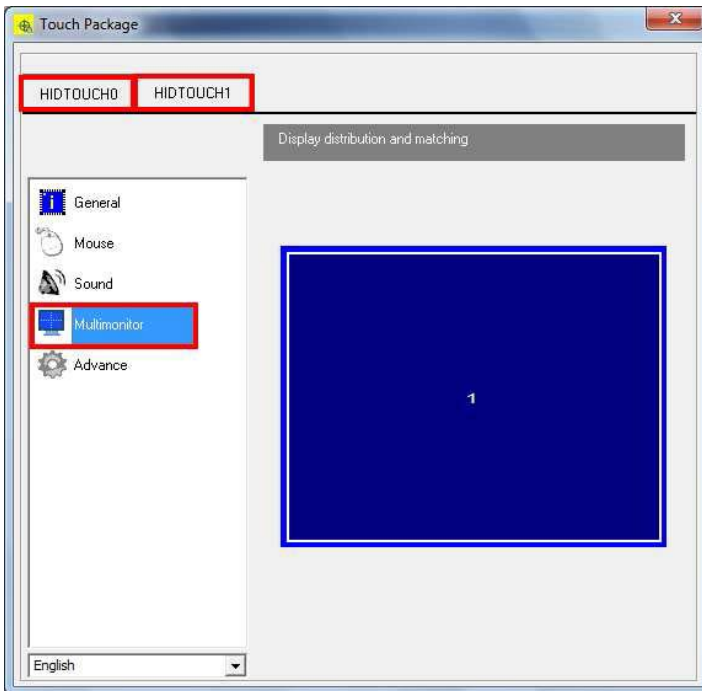 Touch Package
HIDTOUCH0 HIDTOUCH1
Display distribution and matching
General
Mouse
Sound
Multimonitor
Advance
1
English